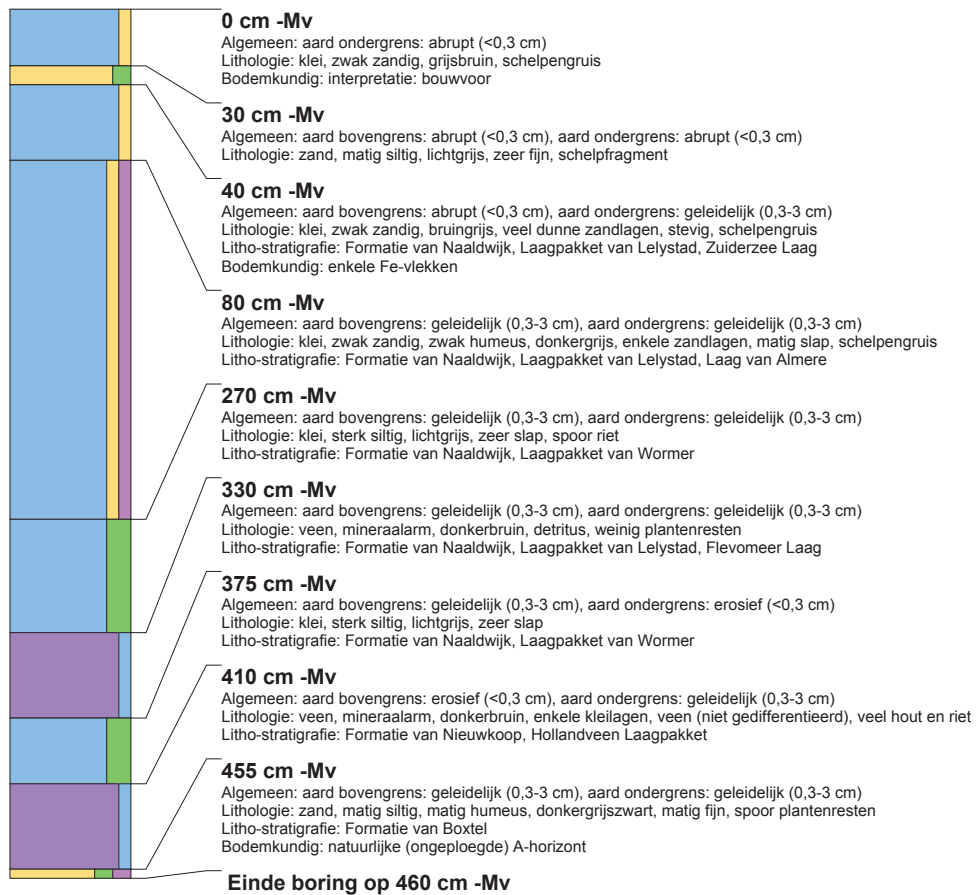 0 cm -Mv
Algemeen: aard ondergrens: abrupt (<0,3 cm)
Lithologie: klei, zwak zandig, grijsbruin, schelpengruis
Bodemkundig: interpretatie: bouwvoor
30 cm -Mv
Algemeen: aard bovengrens: abrupt (<0,3 cm), aard ondergrens: abrupt (<0,3 cm)
Lithologie: zand, matig siltig, lichtgrijs, zeer fijn, schelpfragment
40 cm -Mv
Algemeen: aard bovengrens: abrupt (<0,3 cm), aard ondergrens: geleidelijk (0,3-3 cm)
Lithologie: klei, zwak zandig, bruingrijs, veel dunne zandlagen, stevig, schelpengruis
Litho-stratigrafie: Formatie van Naaldwijk, Laagpakket van Lelystad, Zuiderzee Laag
Bodemkundig: enkele Fe-vlekken
80 cm -Mv
Algemeen: aard bovengrens: geleidelijk (0,3-3 cm), aard ondergrens: geleidelijk (0,3-3 cm)
Lithologie: klei, zwak zandig, zwak humeus, donkergrijs, enkele zandlagen, matig slap, schelpengruis
Litho-stratigrafie: Formatie van Naaldwijk, Laagpakket van Lelystad, Laag van Almere
270 cm -Mv
Algemeen: aard bovengrens: geleidelijk (0,3-3 cm), aard ondergrens: geleidelijk (0,3-3 cm)
Lithologie: klei, sterk siltig, lichtgrijs, zeer slap, spoor riet
Litho-stratigrafie: Formatie van Naaldwijk, Laagpakket van Wormer
330 cm -Mv
Algemeen: aard bovengrens: geleidelijk (0,3-3 cm), aard ondergrens: geleidelijk (0,3-3 cm)
Lithologie: veen, mineraalarm, donkerbruin, detritus, weinig plantenresten
Litho-stratigrafie: Formatie van Naaldwijk, Laagpakket van Lelystad, Flevomeer Laag
375 cm -Mv
Algemeen: aard bovengrens: geleidelijk (0,3-3 cm), aard ondergrens: erosief (<0,3 cm)
Lithologie: klei, sterk siltig, lichtgrijs, zeer slap
Litho-stratigrafie: Formatie van Naaldwijk, Laagpakket van Wormer
410 cm -Mv
Algemeen: aard bovengrens: erosief (<0,3 cm), aard ondergrens: geleidelijk (0,3-3 cm)
Lithologie: veen, mineraalarm, donkerbruin, enkele kleilagen, veen (niet gedifferentieerd), veel hout en riet
Litho-stratigrafie: Formatie van Nieuwkoop, Hollandveen Laagpakket
455 cm -Mv
Algemeen: aard bovengrens: geleidelijk (0,3-3 cm), aard ondergrens: geleidelijk (0,3-3 cm)
Lithologie: zand, matig siltig, matig humeus, donkergrijszwart, matig fijn, spoor plantenresten
Litho-stratigrafie: Formatie van Boxtel
Bodemkundig: natuurlijke (ongeploegde) A-horizont
Einde boring op 460 cm -Mv